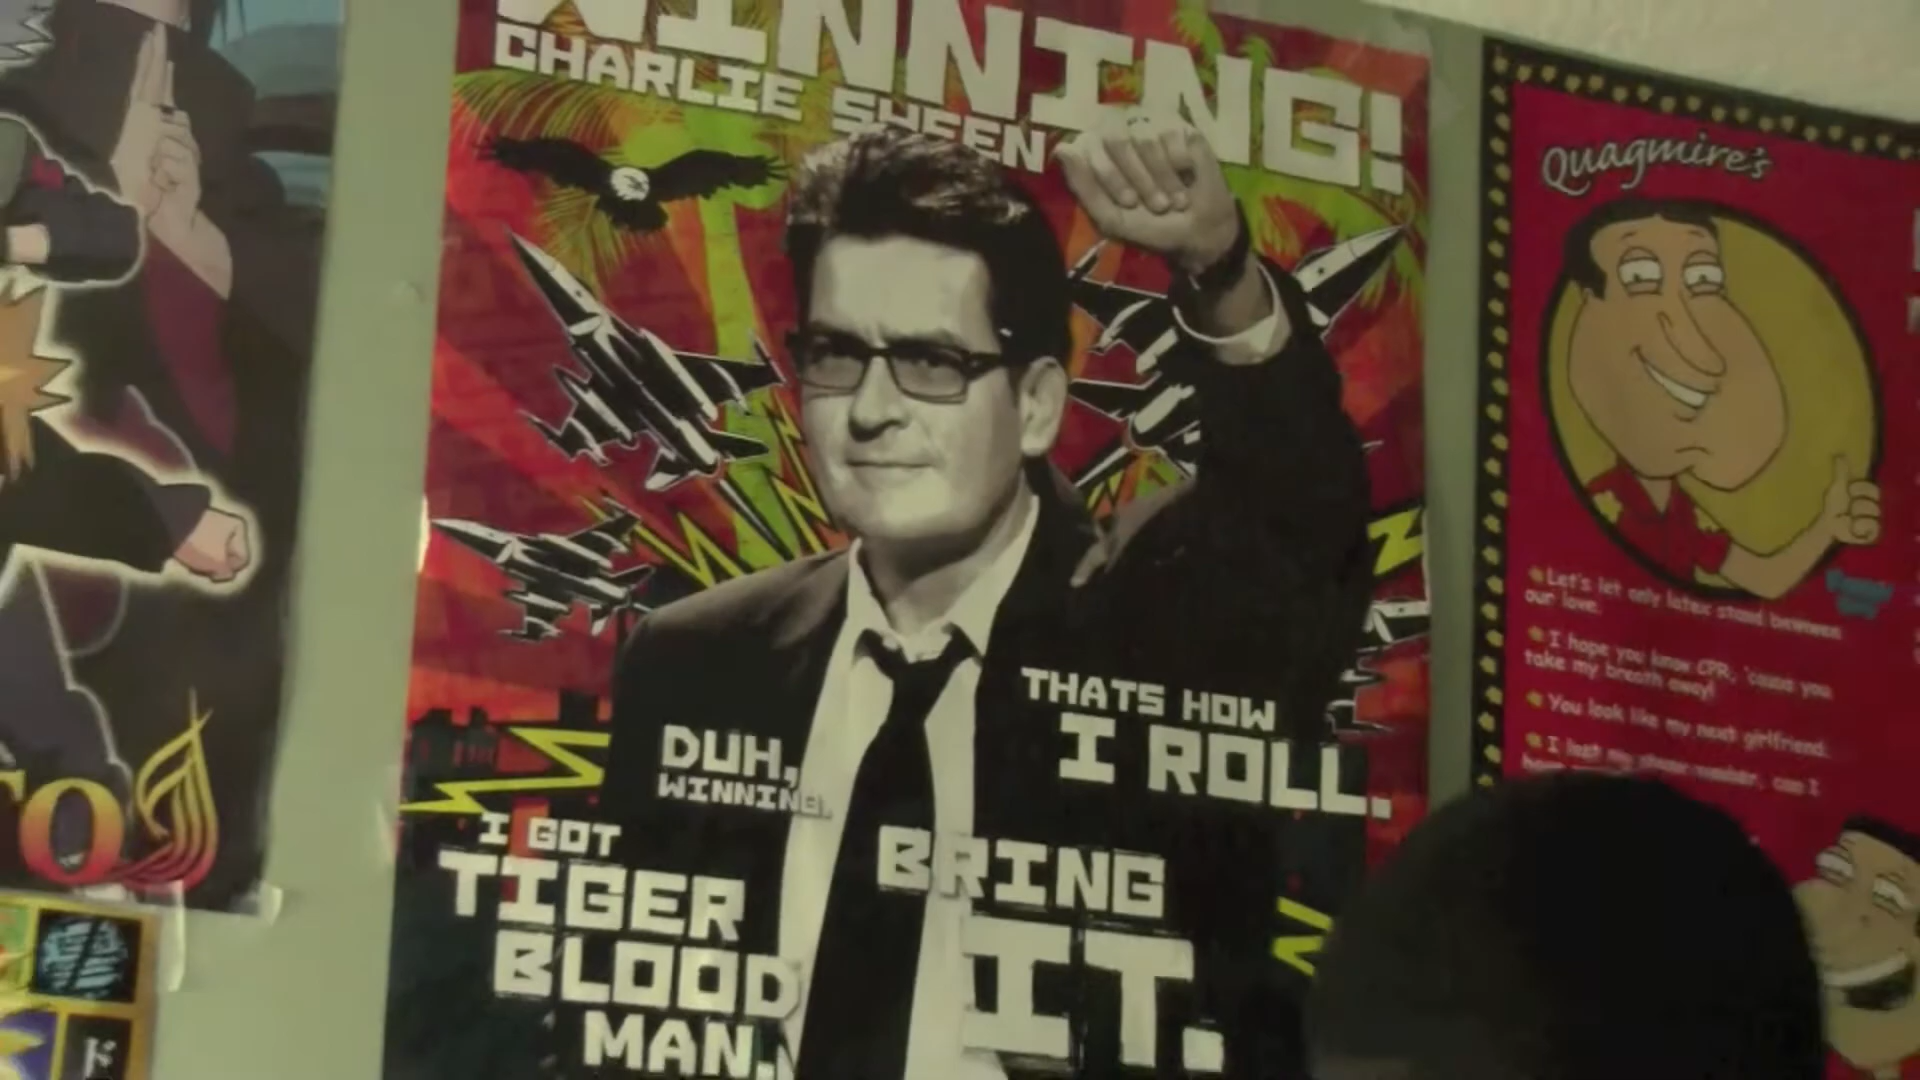 WINNING!
CHARLIE SHEEN
DUH,
WINNING.
I GOT
TIGER
BLOOD
MAN.
THATS HOW
I ROLL.
BRING
IT.
TO
ド
Quagmire's
Let's let only latex stand between
our love.
I hope you know CPR, 'cause you
take my breath away!
You look like my next girlfriend.
I lost my
can I